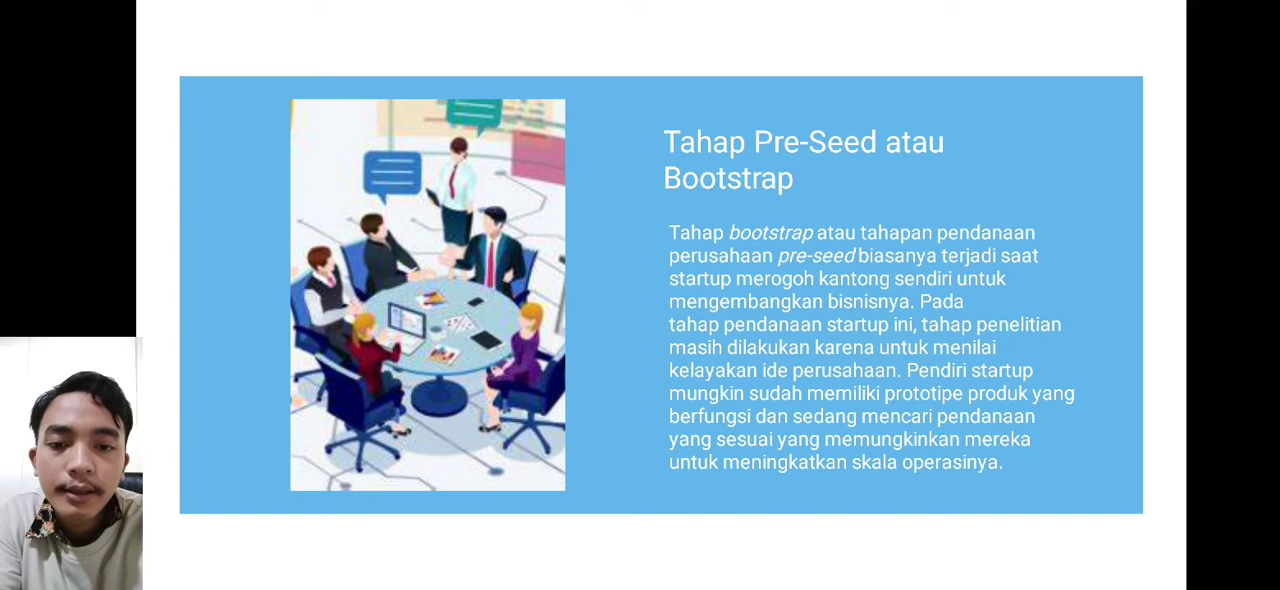 Tahap Pre-Seed atau
Bootstrap
Tahap bootstrap atau tahapan pendanaan
perusahaan pre-seed biasanya terjadi saat
startup merogoh kantong sendiri untuk
mengembangkan bisnisnya. Pada
tahap pendanaan startup ini, tahap penelitian
masih dilakukan karena untuk menilai
kelayakan ide perusahaan. Pendiri startup
mungkin sudah memiliki prototipe produk yang
berfungsi dan sedang mencari pendanaan
yang sesuai yang memungkinkan mereka
untuk meningkatkan skala operasinya.